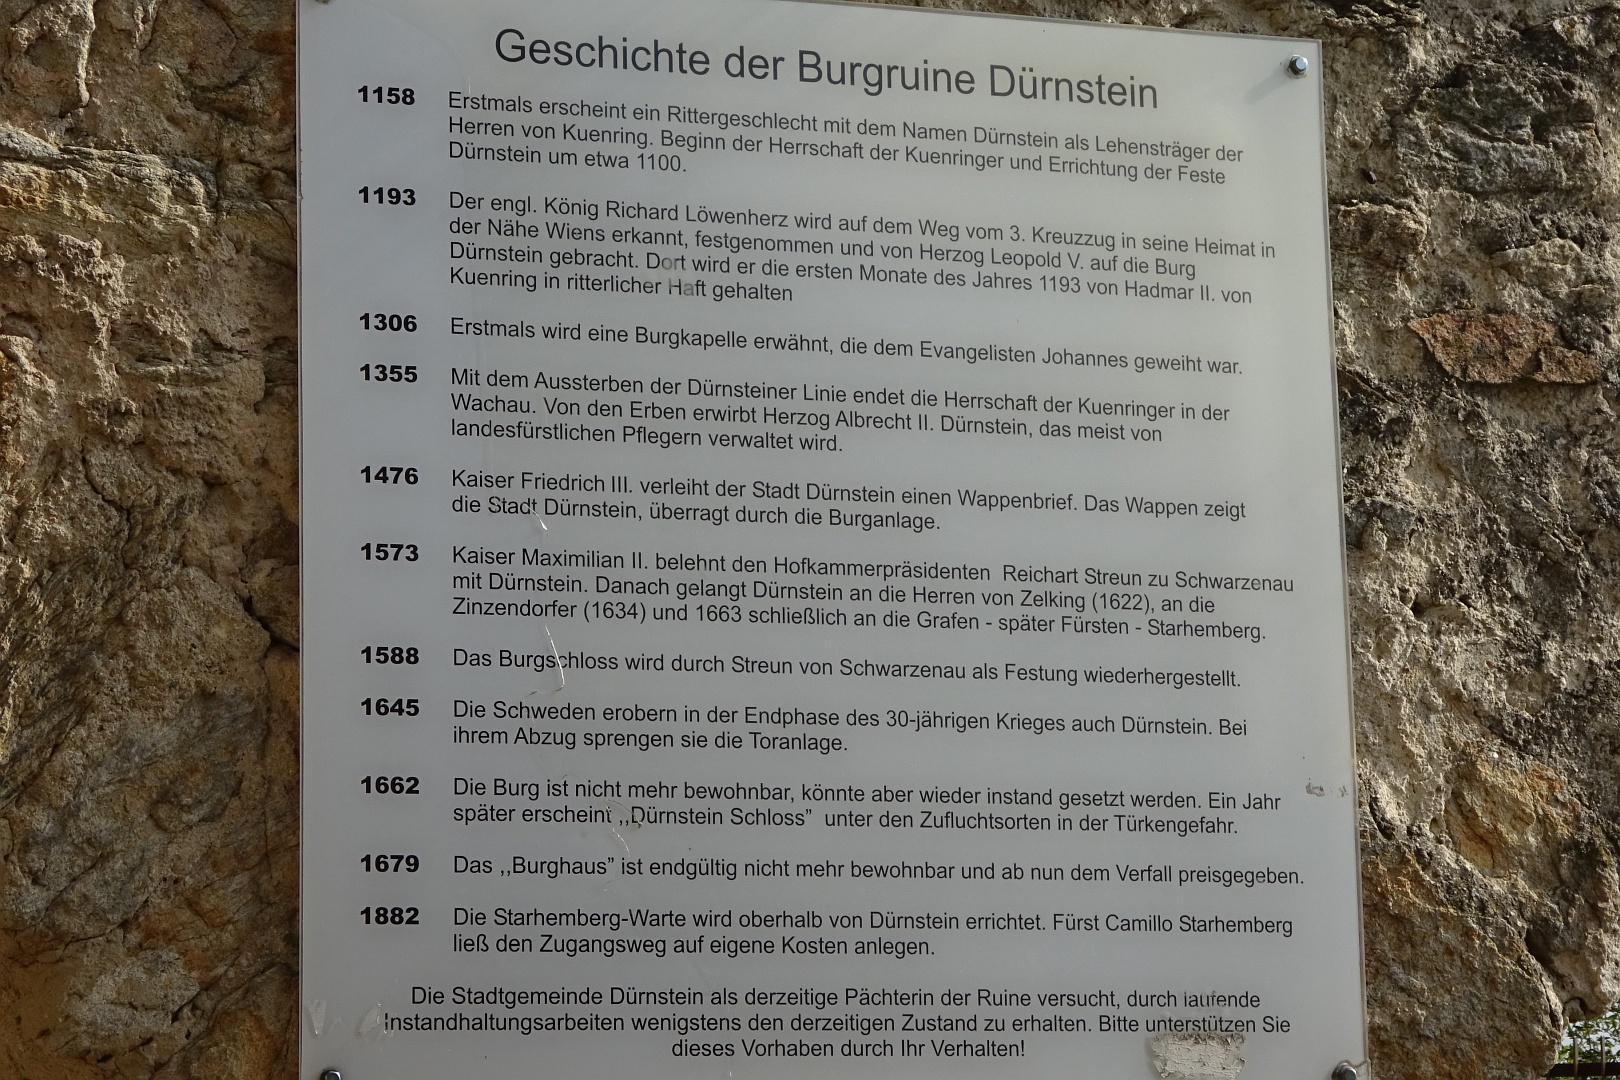 Geschichte der Burgruine Dürnstein
1158 Erstmals erscheint ein Rittergeschlecht mit dem Namen Dürnstein als Lehensträger der
Herren von Kuenring. Beginn der Herrschaft der Kuenringer und Errichtung der Feste
Dürnstein um etwa 1100.
1193 Der engl. König Richard Löwenherz wird auf dem Weg vom 3. Kreuzzug in seine Heimat in
der Nähe Wiens erkannt, festgenommen und von Herzog Leopold V. auf die Burg
Dürnstein gebracht. Dort wird er die ersten Monate des Jahres 1193 von Hadmar II. von
Kuenring in ritterlicher Haft gehalten
1306 Erstmals wird eine Burgkapelle erwähnt, die dem Evangelisten Johannes geweiht war.
1355 Mit dem Aussterben der Dürnsteiner Linie endet die Herrschaft der Kuenringer in der
Wachau. Von den Erben erwirbt Herzog Albrecht II. Dürnstein, das meist von
landesfürstlichen Pflegern verwaltet wird.
1476 Kaiser Friedrich III. verleiht der Stadt Dürnstein einen Wappenbrief. Das Wappen zeigt
die Stadt Dürnstein, überragt durch die Burganlage.
1573 Kaiser Maximilian II. belehnt den Hofkammerpräsidenten Reichart Streun zu Schwarzenau
mit Dürnstein. Danach gelangt Dürnstein an die Herren von Zelking (1622), an die
Zinzendorfer (1634) und 1663 schließlich an die Grafen - später Fürsten - Starhemberg.
1588 Das Burgschloss wird durch Streun von Schwarzenau als Festung wiederhergestellt.
1645 Die Schweden erobern in der Endphase des 30-jährigen Krieges auch Dürnstein. Bei
ihrem Abzug sprengen sie die Toranlage.
1662 Die Burg ist nicht mehr bewohnbar, könnte aber wieder instand gesetzt werden. Ein Jahr
später erscheint ,,Dürnstein Schloss” unter den Zufluchtsorten in der Türkengefahr.
1679 Das ,,Burghaus” ist endgültig nicht mehr bewohnbar und ab nun dem Verfall preisgegeben.
1882 Die Starhemberg-Warte wird oberhalb von Dürnstein errichtet. Fürst Camillo Starhemberg
ließ den Zugangsweg auf eigene Kosten anlegen.
Die Stadtgemeinde Dürnstein als derzeitige Pächterin der Ruine versucht, durch laufende
Instandhaltungsarbeiten wenigstens den derzeitigen Zustand zu erhalten. Bitte unterstützen Sie
dieses Vorhaben durch Ihr Verhalten!